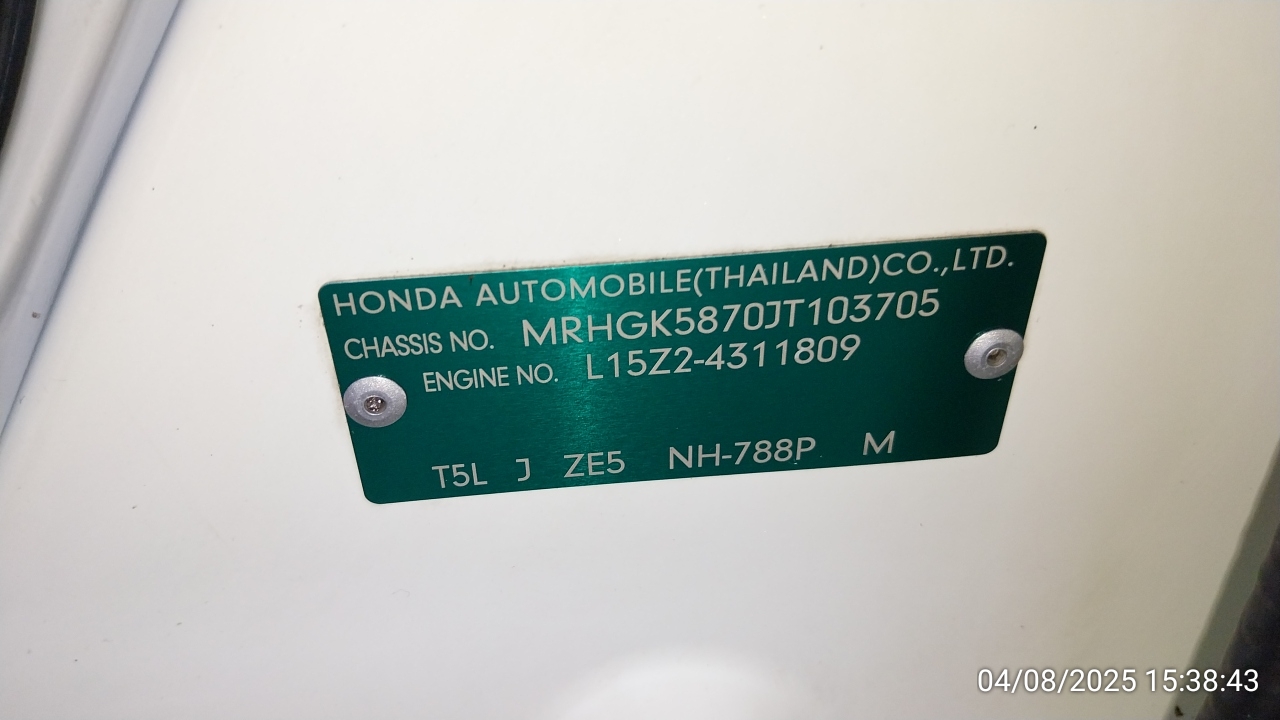 HONDA AUTOMOBILE(THAILAND)CO.,LTD.
CHASSIS NO. MRHGK5870JT103705
ENGINE NO. L15Z2-4311809
T5L J ZE5 NH-788P M
04/08/2025 15:38:43